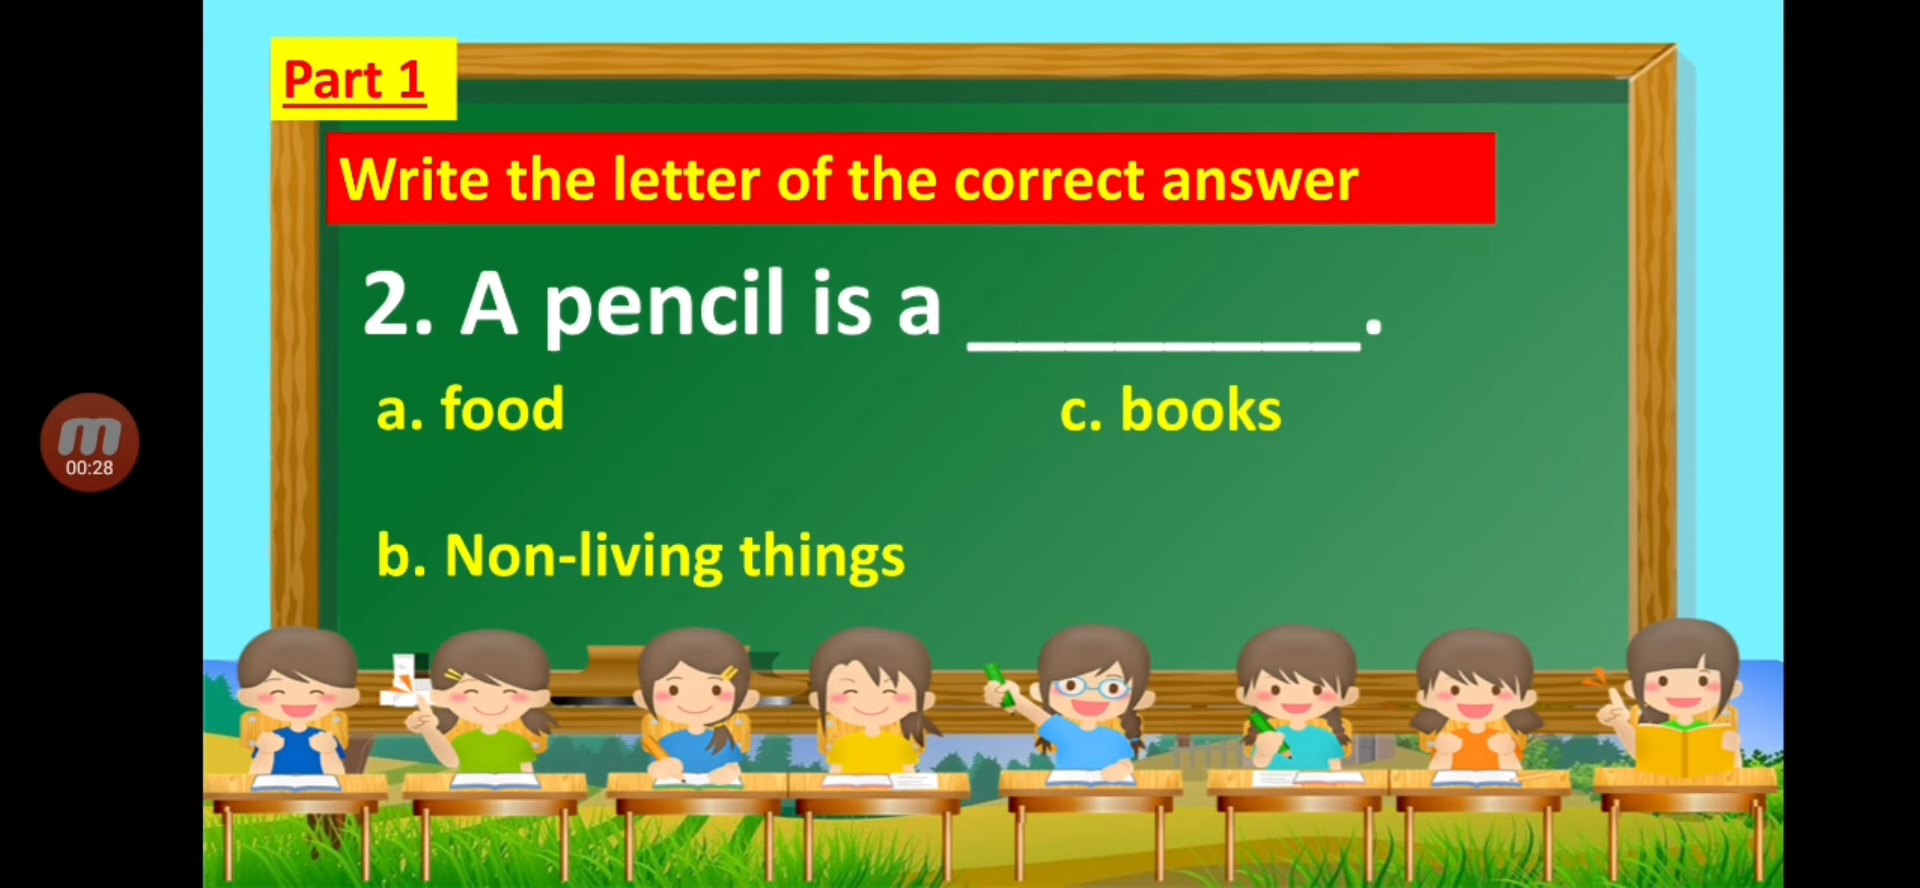 Part 1
Write the letter of the correct answer
2. A pencil is a ________.
a. food
c. books
b. Non-living things
00:28